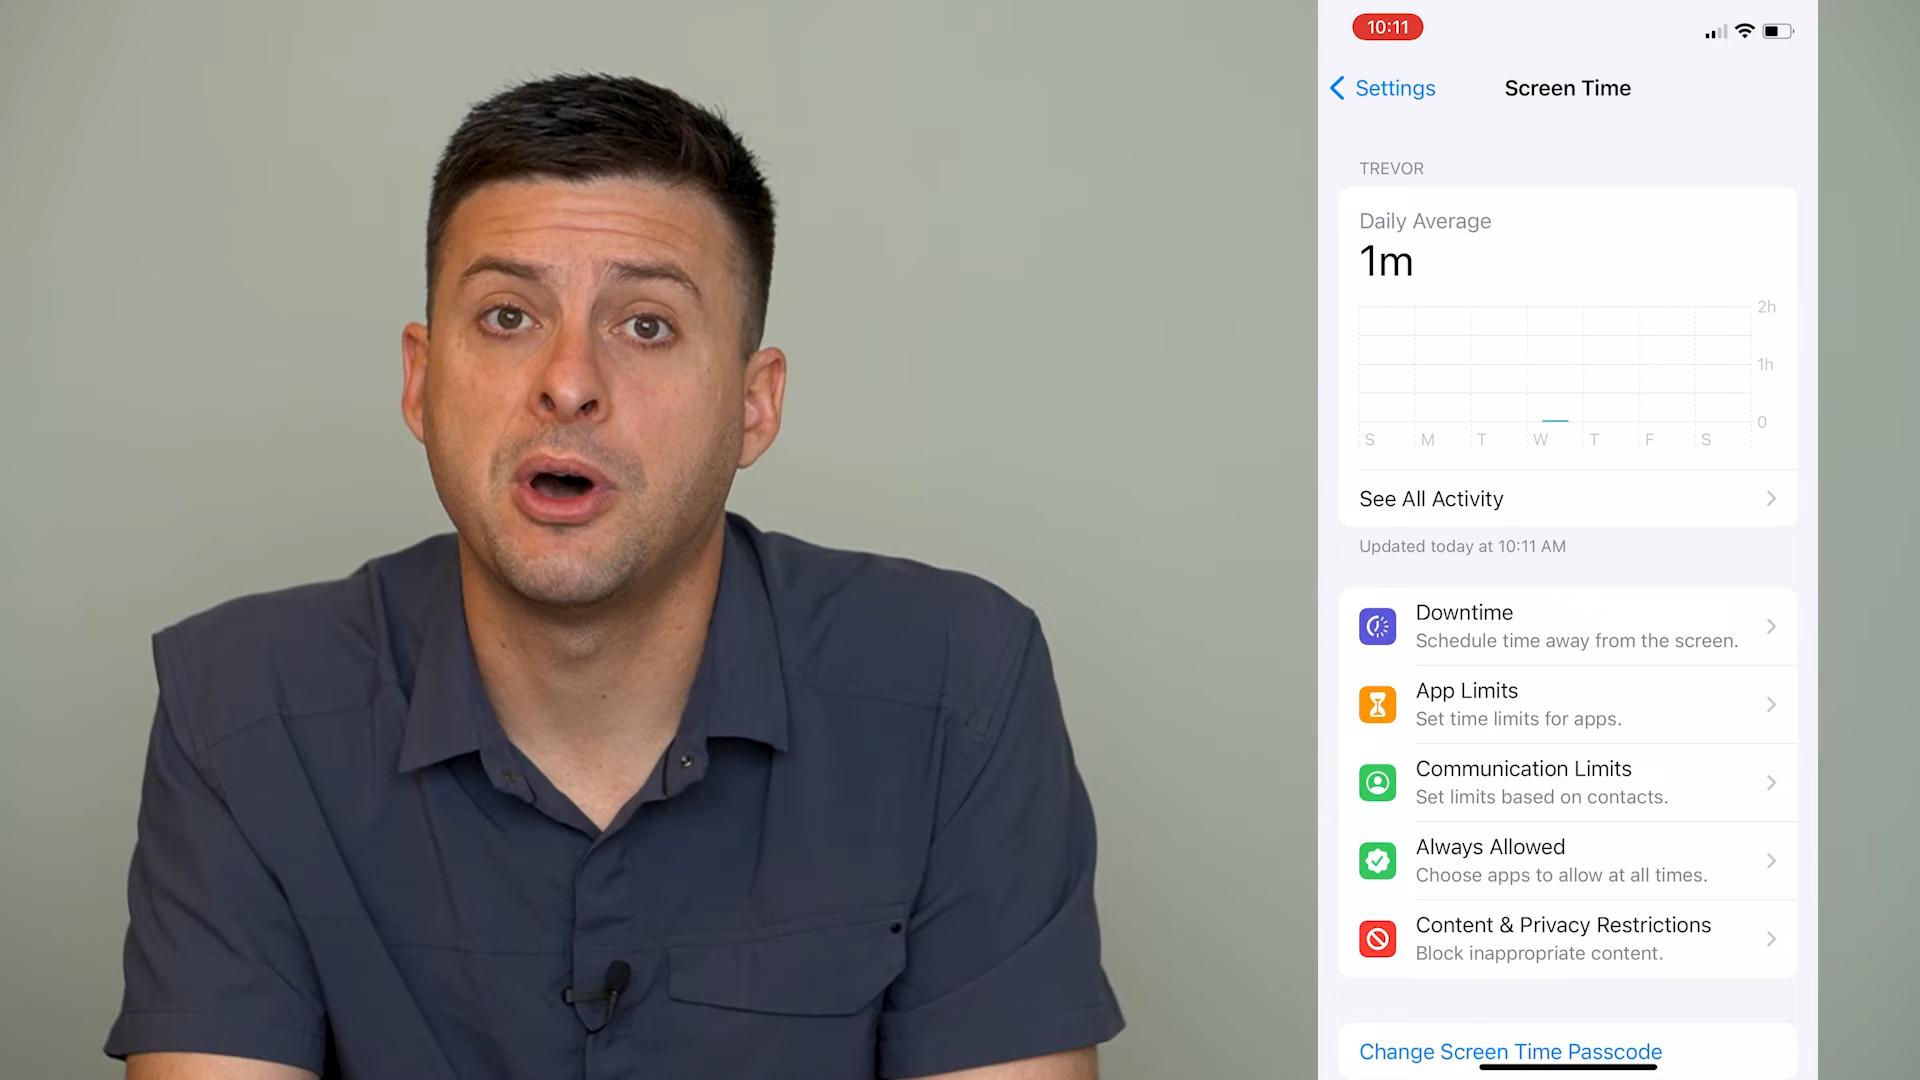 10:11
Settings
Screen Time
TREVOR
Daily Average
1m
2h
1h
0
S M T W T F S
See All Activity
Updated today at 10:11 AM
Downtime
Schedule time away from the screen.
App Limits
Set time limits for apps.
Communication Limits
Set limits based on contacts.
Always Allowed
Choose apps to allow at all times.
Content & Privacy Restrictions
Block inappropriate content.
Change Screen Time Passcode